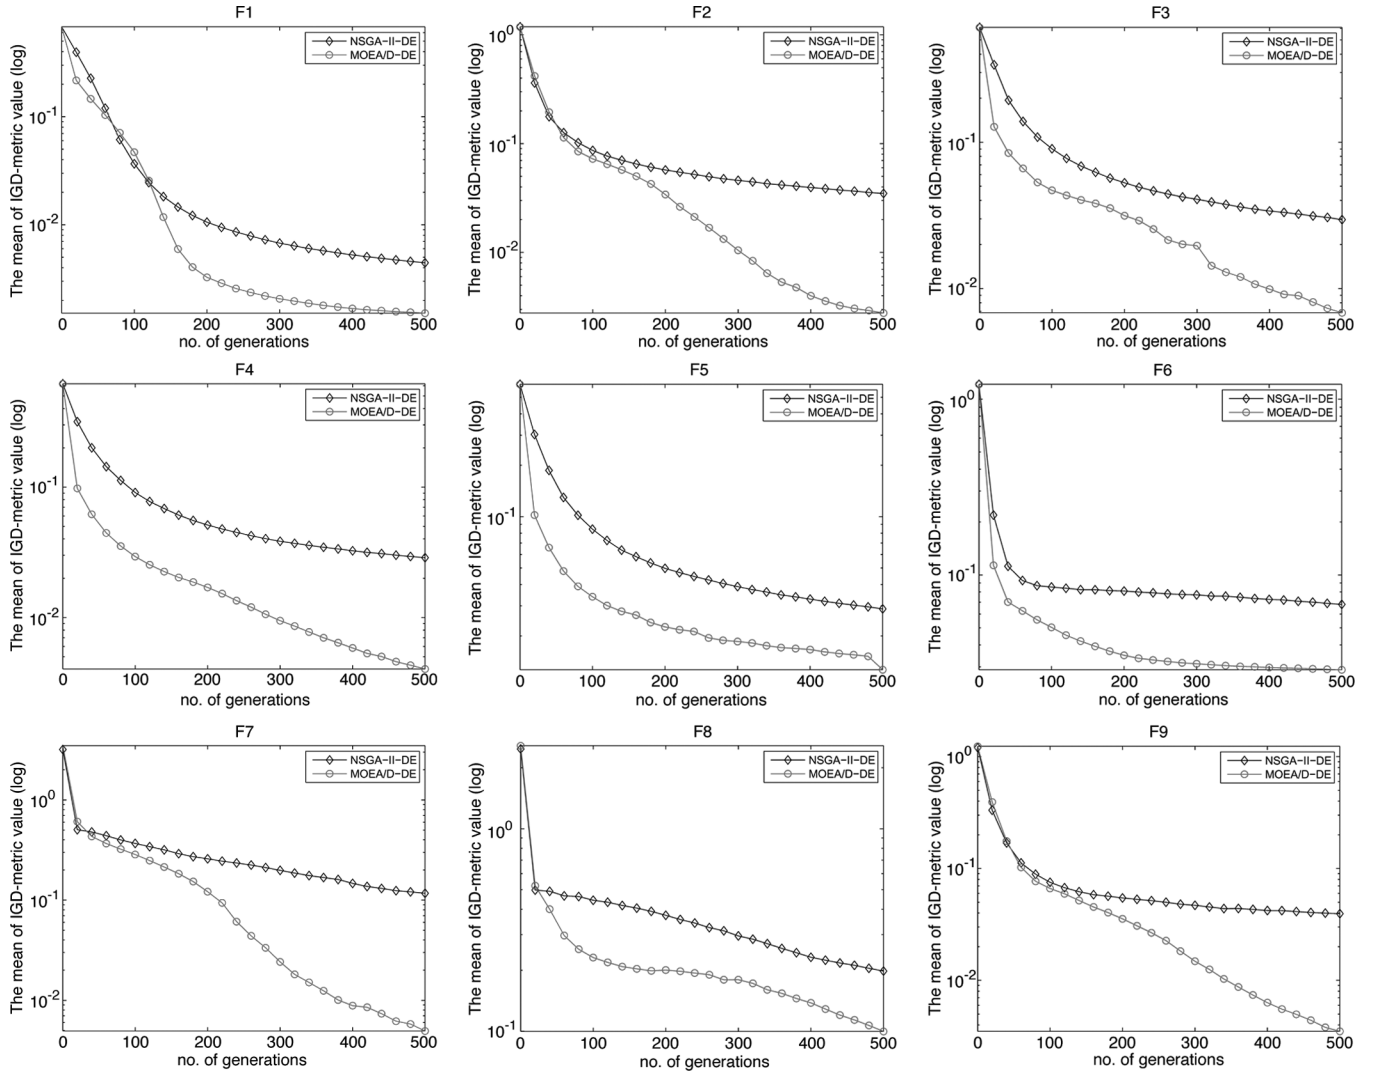 F1
The mean of IGD-metric value (log)
NSGA-II-DE
MOEA/D-DE
10^-1
10^-2
0 100 200 300 400 500
no. of generations
F2
The mean of IGD-metric value (log)
NSGA-II-DE
MOEA/D-DE
10^0
10^-1
10^-2
0 100 200 300 400 500
no. of generations
F3
The mean of IGD-metric value (log)
NSGA-II-DE
MOEA/D-DE
10^-1
10^-2
0 100 200 300 400 500
no. of generations
F4
The mean of IGD-metric value (log)
NSGA-II-DE
MOEA/D-DE
10^-1
10^-2
0 100 200 300 400 500
no. of generations
F5
The mean of IGD-metric value (log)
NSGA-II-DE
MOEA/D-DE
10^-1
0 100 200 300 400 500
no. of generations
F6
The mean of IGD-metric value (log)
NSGA-II-DE
MOEA/D-DE
10^0
10^-1
0 100 200 300 400 500
no. of generations
F7
The mean of IGD-metric value (log)
NSGA-II-DE
MOEA/D-DE
10^0
10^-1
10^-2
0 100 200 300 400 500
no. of generations
F8
The mean of IGD-metric value (log)
NSGA-II-DE
MOEA/D-DE
10^0
10^-1
0 100 200 300 400 500
no. of generations
F9
The mean of IGD-metric value (log)
NSGA-II-DE
MOEA/D-DE
10^0
10^-1
10^-2
0 100 200 300 400 500
no. of generations